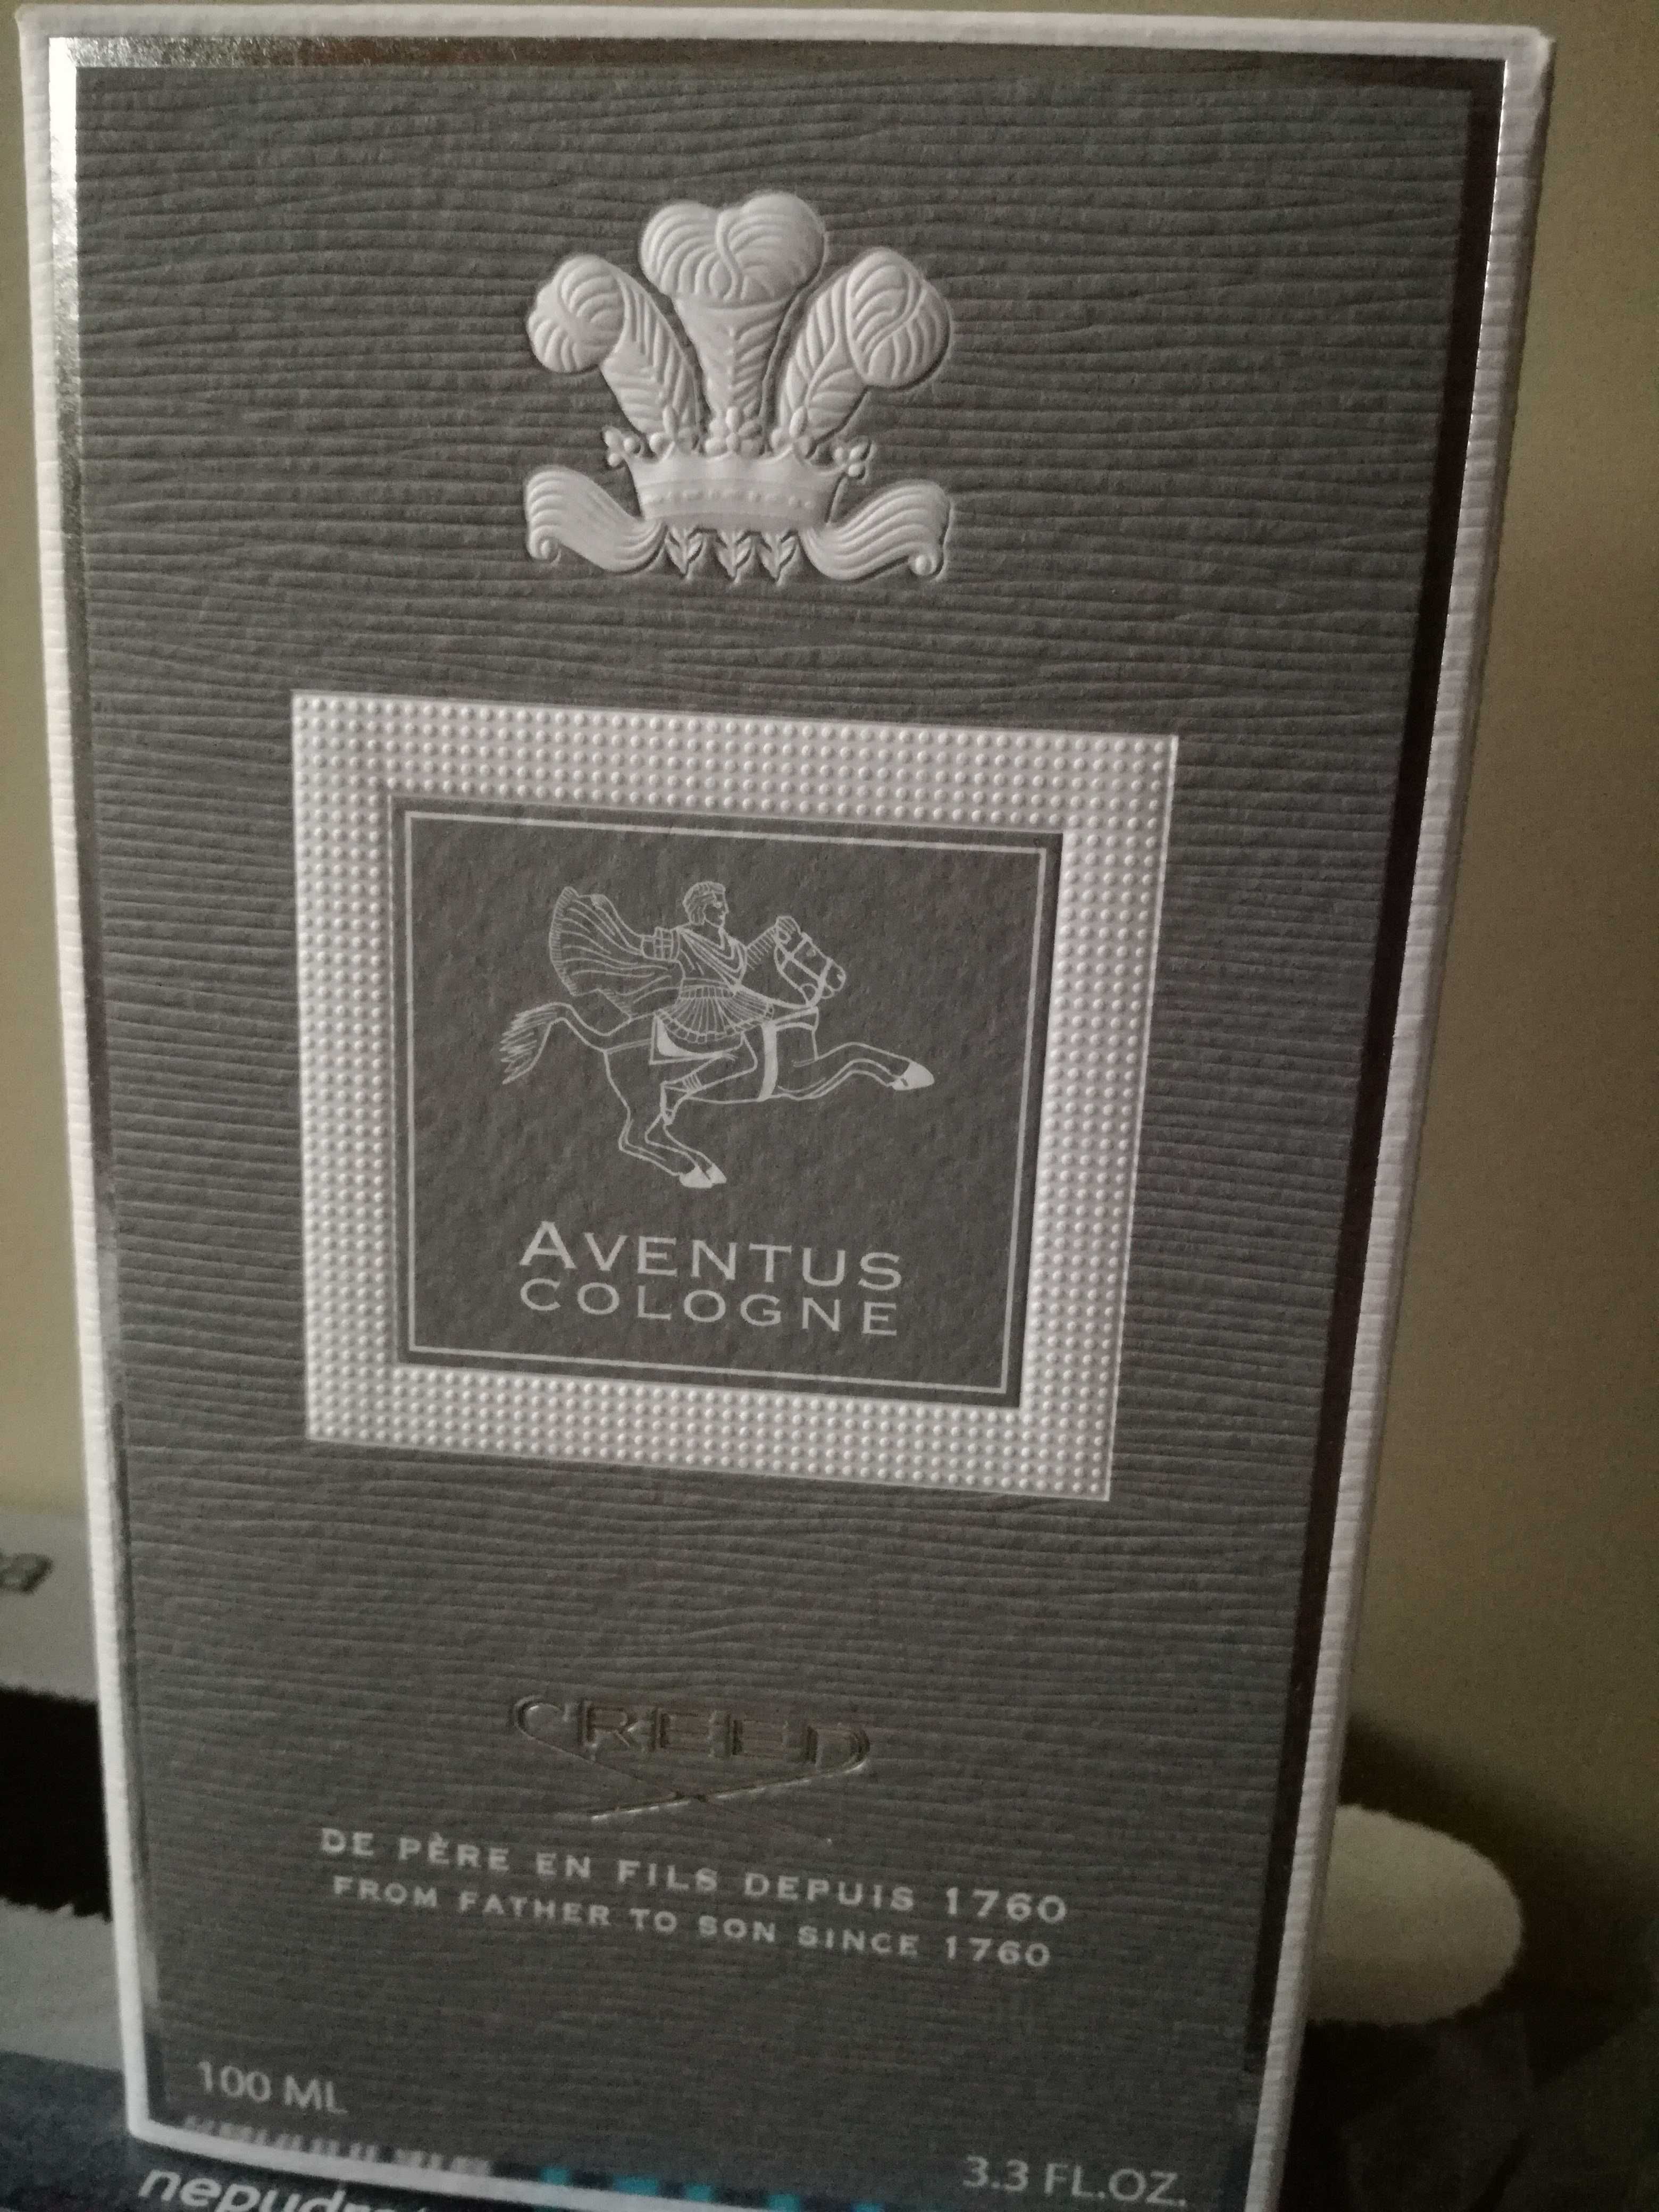 AVENTUS
COLOGNE
CREED
DE PÈRE EN FILS DEPUIS 1760
FROM FATHER TO SON SINCE 1760
100 ML
3.3 FL.OZ.